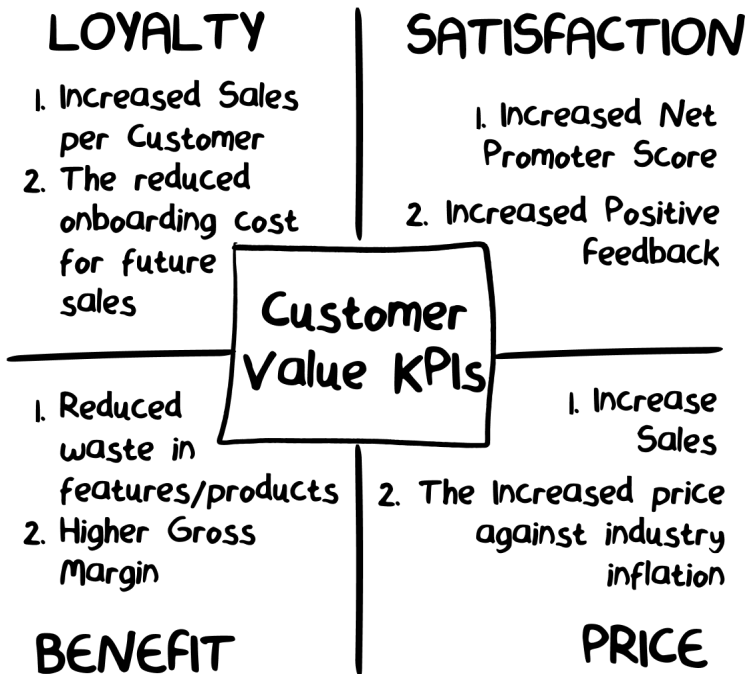 LOYALTY
1. Increased Sales
per Customer
2. The reduced
onboarding cost
for future
sales
SATISFACTION
1. Increased Net
Promoter Score
2. Increased Positive
Feedback
Customer
Value KPIs
1. Reduced
waste in
features/products
2. Higher Gross
Margin
BENEFIT
1. Increase
Sales
2. The Increased price
against industry
inflation
PRICE